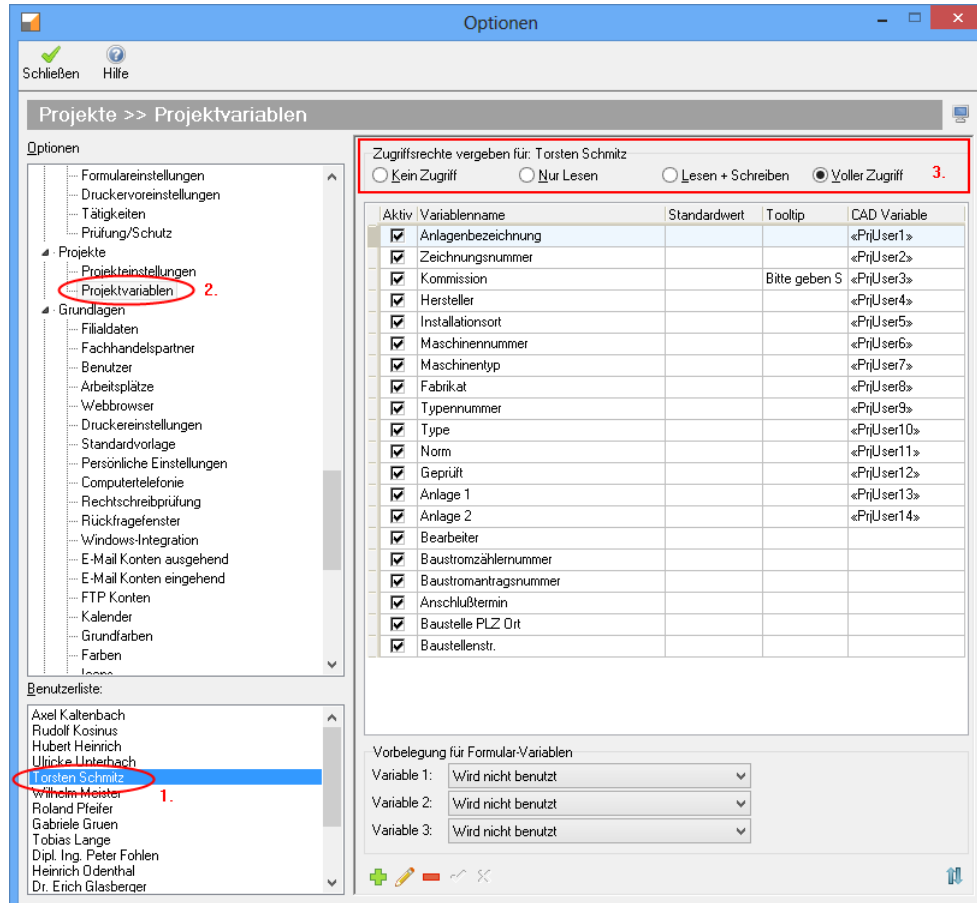 Optionen
Schließen Hilfe
Projekte >> Projektvariablen
Optionen
Formulareinstellungen
Druckervoreinstellungen
Tätigkeiten
Prüfung/Schutz
Projekte
Projekteinstellungen
Projektvariablen 2.
Grundlagen
Filialdaten
Fachhandelspartner
Benutzer
Arbeitsplätze
Webbrowser
Druckereinstellungen
Standardvorlage
Persönliche Einstellungen
Computertelefonie
Rechtschreibprüfung
Rückfragefenster
Windows-Integration
E-Mail Konten ausgehend
E-Mail Konten eingehend
FTP Konten
Kalender
Grundfarben
Farben
Icons
Benutzerliste:
Axel Kaltenbach
Rudolf Kosinus
Hubert Heinrich
Ulricke Unterbach
Torsten Schmitz
1.
Wilhelm Meister
Roland Pfeifer
Gabriele Gruen
Tobias Lange
Dipl. Ing. Peter Fohlen
Heinrich Odenthal
Dr. Erich Glasberger
Zugriffsrechte vergeben für: Torsten Schmitz
Kein Zugriff Nur Lesen Lesen + Schreiben Voller Zugriff 3.
Aktiv Variablenname Standardwert Tooltip CAD Variable
Anlagenbezeichnung «PrjUser1»
Zeichnungsnummer «PrjUser2»
Kommission Bitte geben S «PrjUser3»
Hersteller «PrjUser4»
Installationsort «PrjUser5»
Maschinennummer «PrjUser6»
Maschinentyp «PrjUser7»
Fabrikat «PrjUser8»
Typennummer «PrjUser9»
Type «PrjUser10»
Norm «PrjUser11»
Geprüft «PrjUser12»
Anlage 1 «PrjUser13»
Anlage 2 «PrjUser14»
Bearbeiter
Baustromzählernummer
Baustromantragsnummer
Anschlußtermin
Baustelle PLZ Ort
Baustellenstr.
Vorbelegung für Formular-Variablen
Variable 1: Wird nicht benutzt
Variable 2: Wird nicht benutzt
Variable 3: Wird nicht benutzt